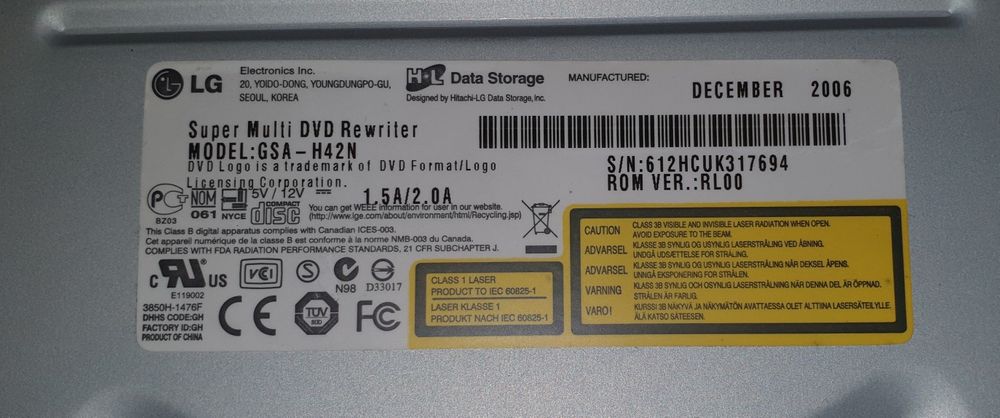 LG
Electronics Inc.
20, YOIDO-DONG, YOUNGDUNGPO-GU,
SEOUL, KOREA
H·L Data Storage
Designed by Hitachi-LG Data Storage, Inc.
MANUFACTURED:
DECEMBER 2006
Super Multi DVD Rewriter
MODEL:GSA-H42N
DVD Logo is a trademark of DVD Format/Logo
Licensing Corporation.
S/N:612HCUK317694
ROM VER.:RL00
5V / 12V 1.5A/2.0A
PG
BZ03
NOM
061
NYCE
COMPACT
disc
You can get WEEE information for user in our website.
(http://www.lge.com/about/environment/html/Recycling.jsp)
This Class B digital apparatus complies with Canadian ICES-003.
Cet appareil numérique de la classe B est conforme à la norme NMB-003 du Canada.
COMPLIES WITH FDA RADIATION PERFORMANCE STANDARDS, 21 CFR SUBCHAPTER J.
c RU US
E119002
VCI
S
N98
D33017
3850H-1476F
DHHS CODE:GH
FACTORY ID:GH
PRODUCT OF CHINA
CE
TÜV
FC
CLASS 1 LASER
PRODUCT TO IEC 60825-1
LASER KLASSE 1
PRODUKT NACH IEC 60825-1
CAUTION CLASS 3B VISIBLE AND INVISIBLE LASER RADIATION WHEN OPEN.
AVOID EXPOSURE TO THE BEAM.
ADVARSEL KLASSE 3B SYNLIG OG USYNLIG LASERSTRÅLING VED ÅBNING.
UNDGÅ UDSÆTTELSE FOR STRÅLING.
ADVARSEL KLASSE 3B SYNLIG OG USYNLIG LASERSTRÅLING NÅR DEKSEL ÅPENS.
UNNGÅ EKSPONERING FOR STRÅLEN.
VARNING KLASS 3B SYNLIG OCH OSYNLIG LASERSTRÅLNING NÄR DENNA DEL ÄR ÖPPNAD.
STRÅLEN ÄR FARLIG.
VARO! KURSSI 3B NÄKYVÄ JA NÄKYMÄTÖN AVATTAESSA OLET ALTTIINA LASERSÄTEILYLLE.
ÄLÄ KATSO SÄTEESEEN.